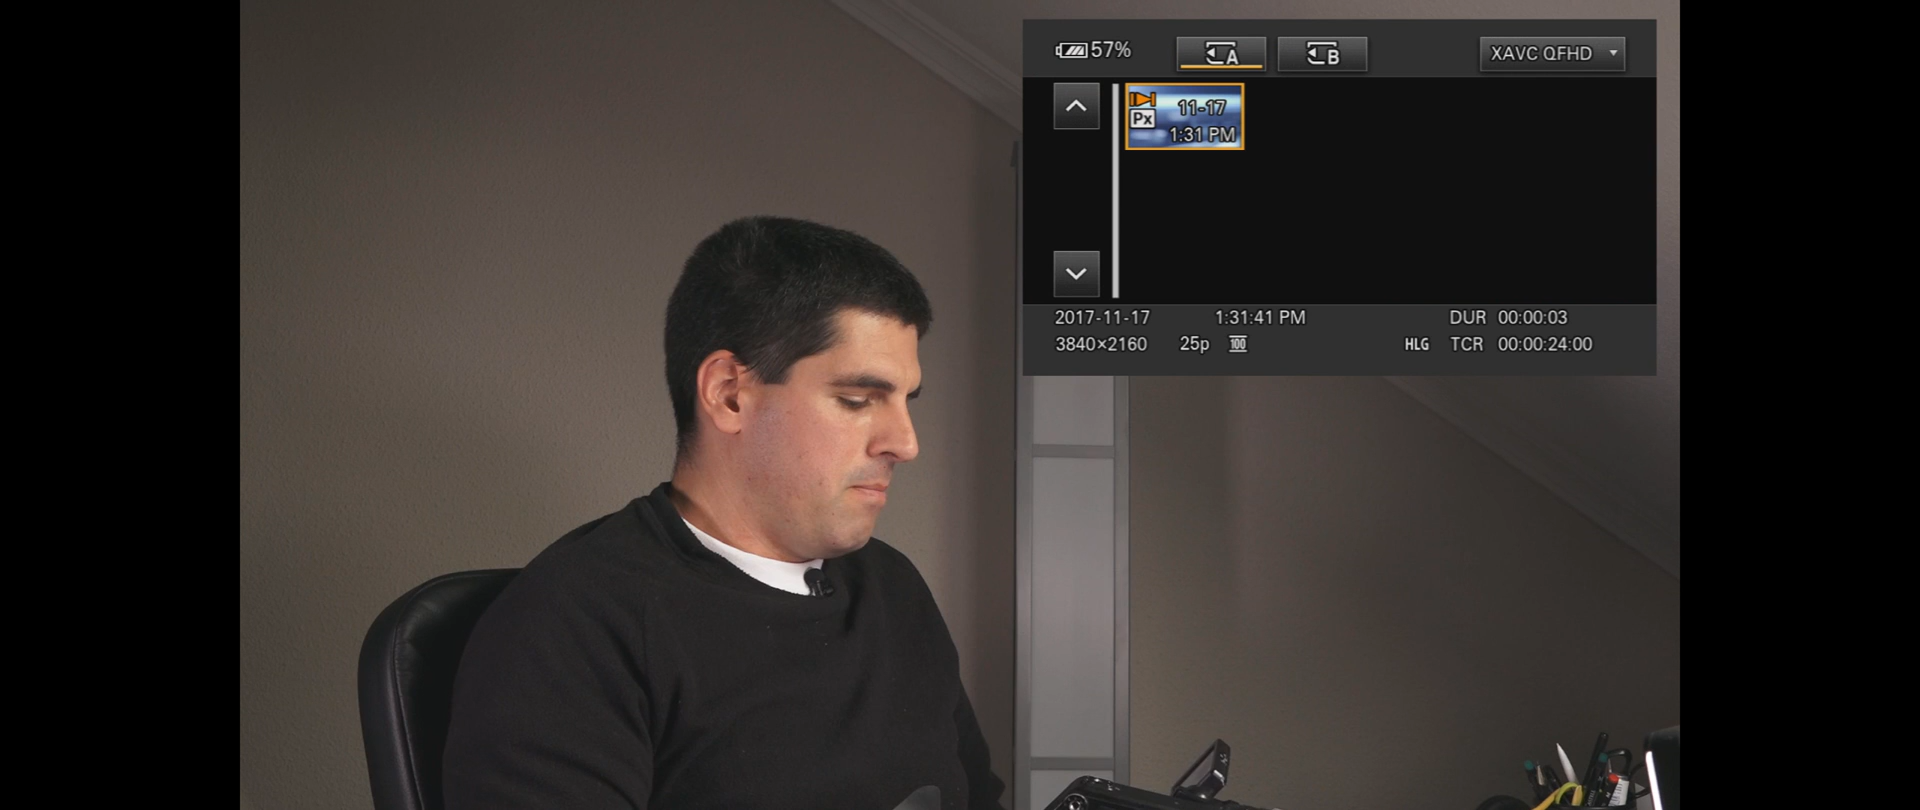 57% A B XAVC QFHD
11-17
Px
1:31 PM
2017-11-17 1:31:41 PM DUR 00:00:03
3840×2160 25p 100 HLG TCR 00:00:24:00